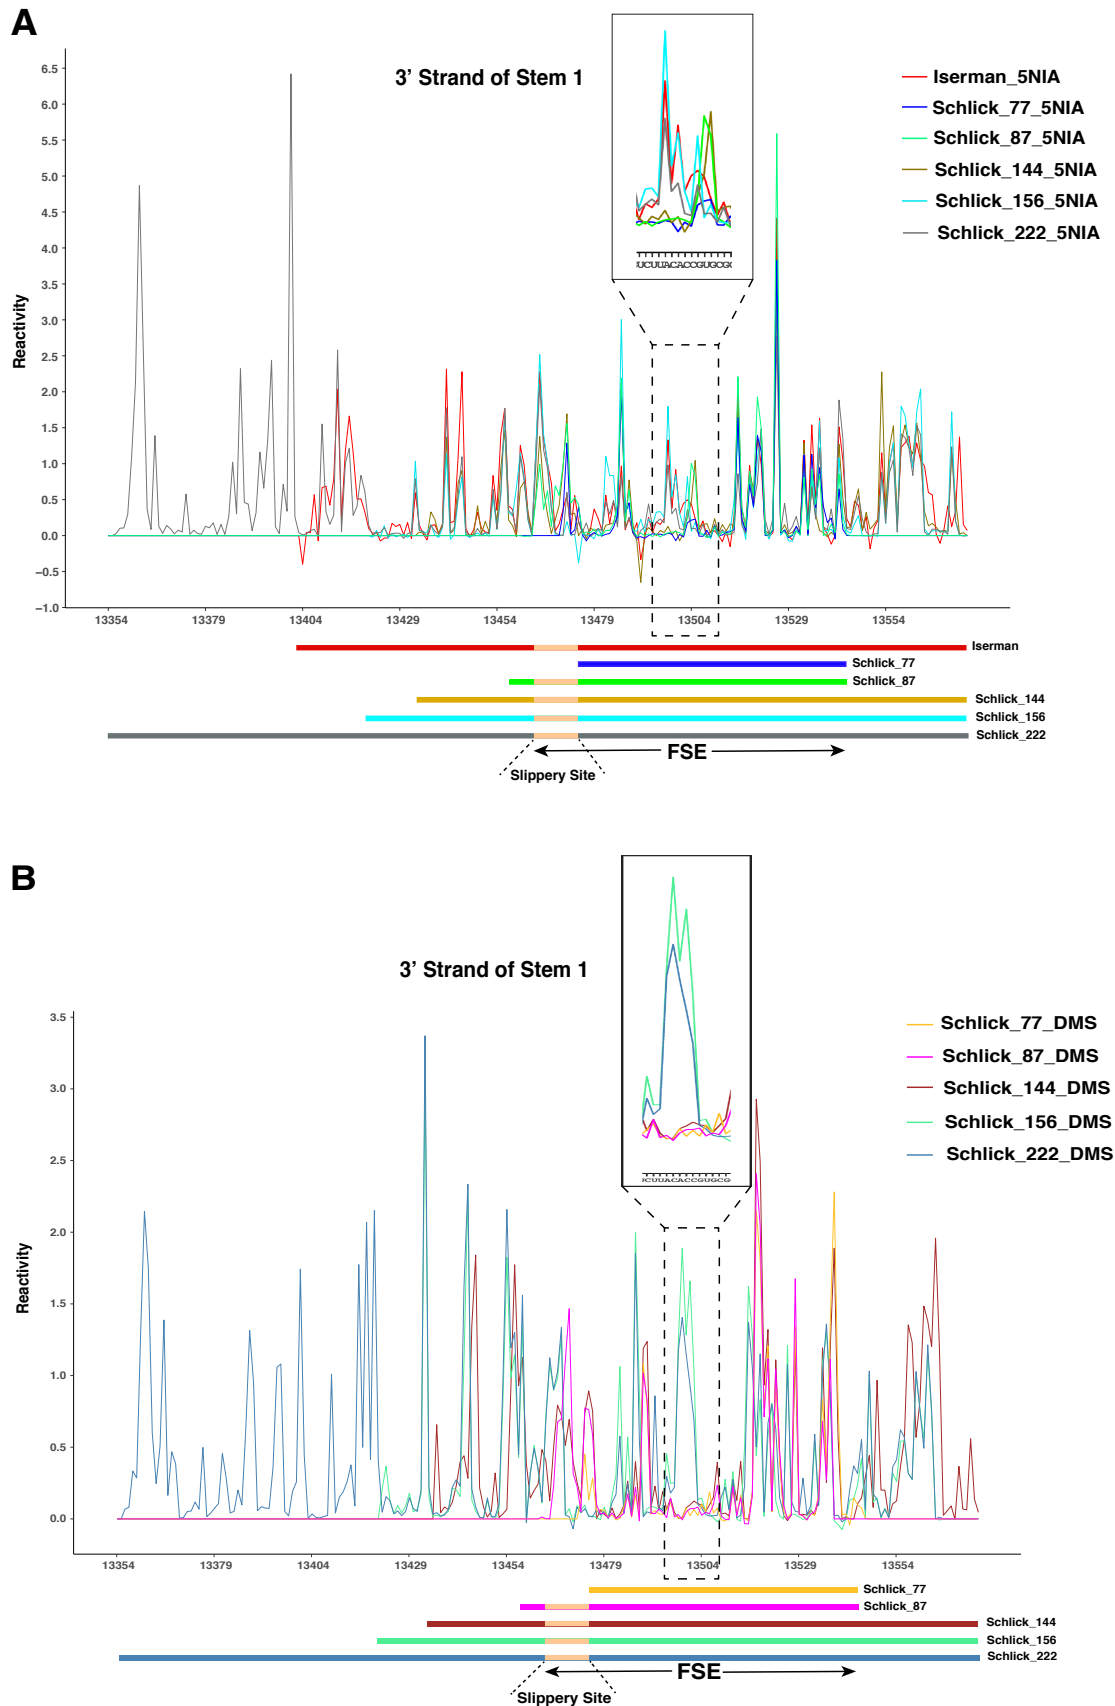 A
3’ Strand of Stem 1
Iserman_5NIA
Schlick_77_5NIA
Schlick_87_5NIA
Schlick_144_5NIA
Schlick_156_5NIA
Schlick_222_5NIA
UCUUACACCGUGCG
Reactivity
6.5
6.0
5.5
5.0
4.5
4.0
3.5
3.0
2.5
2.0
1.5
1.0
0.5
0.0
−0.5
−1.0
13354 13379 13404 13429 13454 13479 13504 13529 13554
Iserman
Schlick_77
Schlick_87
Schlick_144
Schlick_156
Schlick_222
FSE
Slippery Site
B
3’ Strand of Stem 1
Schlick_77_DMS
Schlick_87_DMS
Schlick_144_DMS
Schlick_156_DMS
Schlick_222_DMS
CUUACACCGUGCG
Reactivity
3.5
3.0
2.5
2.0
1.5
1.0
0.5
0.0
13354 13379 13404 13429 13454 13479 13504 13529 13554
Schlick_77
Schlick_87
Schlick_144
Schlick_156
Schlick_222
FSE
Slippery Site